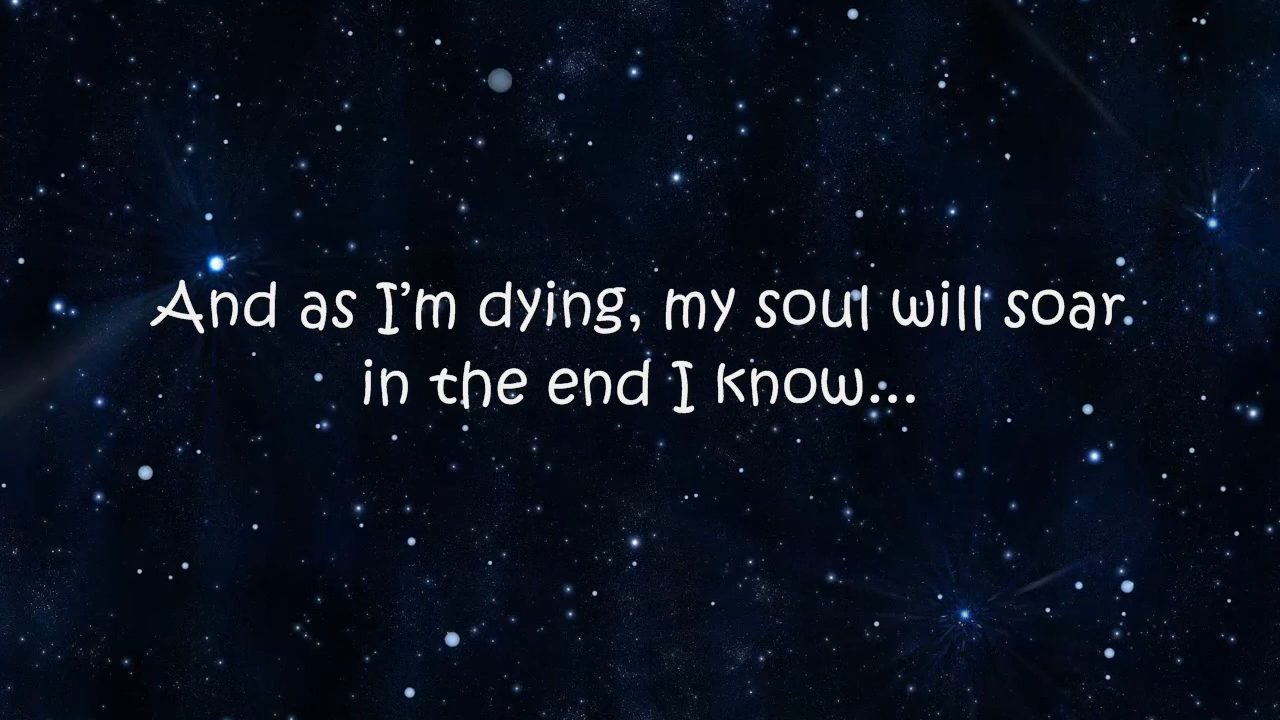 And as I’m dying, my soul will soar
in the end I know...